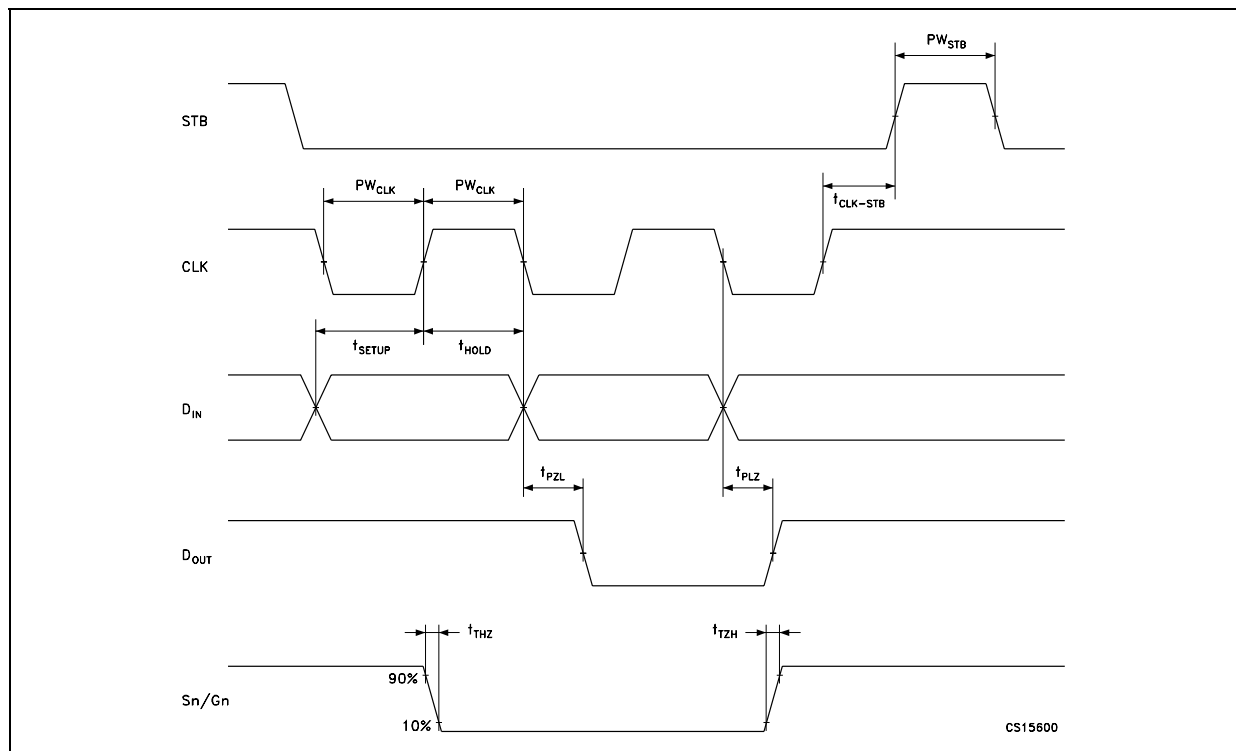 PW_STB
STB
PW_CLK PW_CLK
t_CLK-STB
CLK
t_SETUP t_HOLD
D_IN
t_PZL t_PLZ
D_OUT
t_THZ t_TZH
90%
Sn/Gn
10%
CS15600